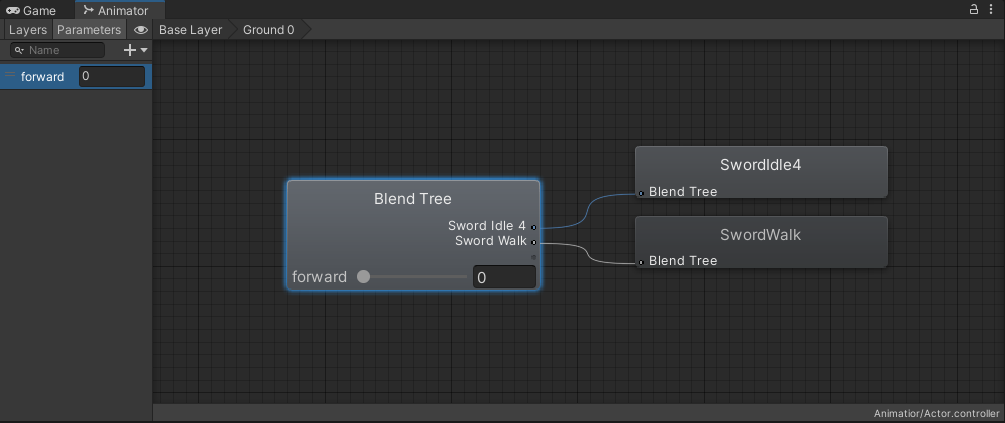 Game Animator
Layers Parameters Base Layer Ground 0
Name
forward 0
SwordIdle4
Blend Tree
Blend Tree
Sword Idle 4
Sword Walk
forward 0
SwordWalk
Blend Tree
Animatior/Actor.controller